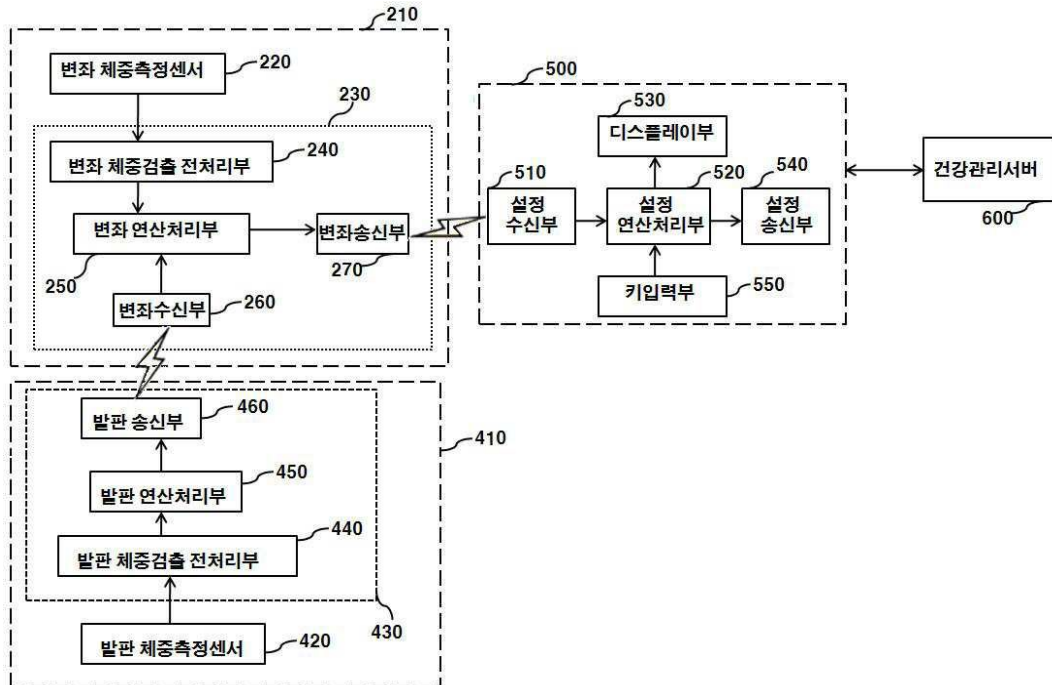 210
변좌 체중측정센서
220
230
변좌 체중검출 전처리부
240
변좌 연산처리부
250
변좌송신부
270
변좌수신부
260
500
530
디스플레이부
510
설정
수신부
520
설정
연산처리부
540
설정
송신부
키입력부
550
건강관리서버
600
발판 송신부
460
410
발판 연산처리부
450
440
발판 체중검출 전처리부
430
발판 체중측정센서
420